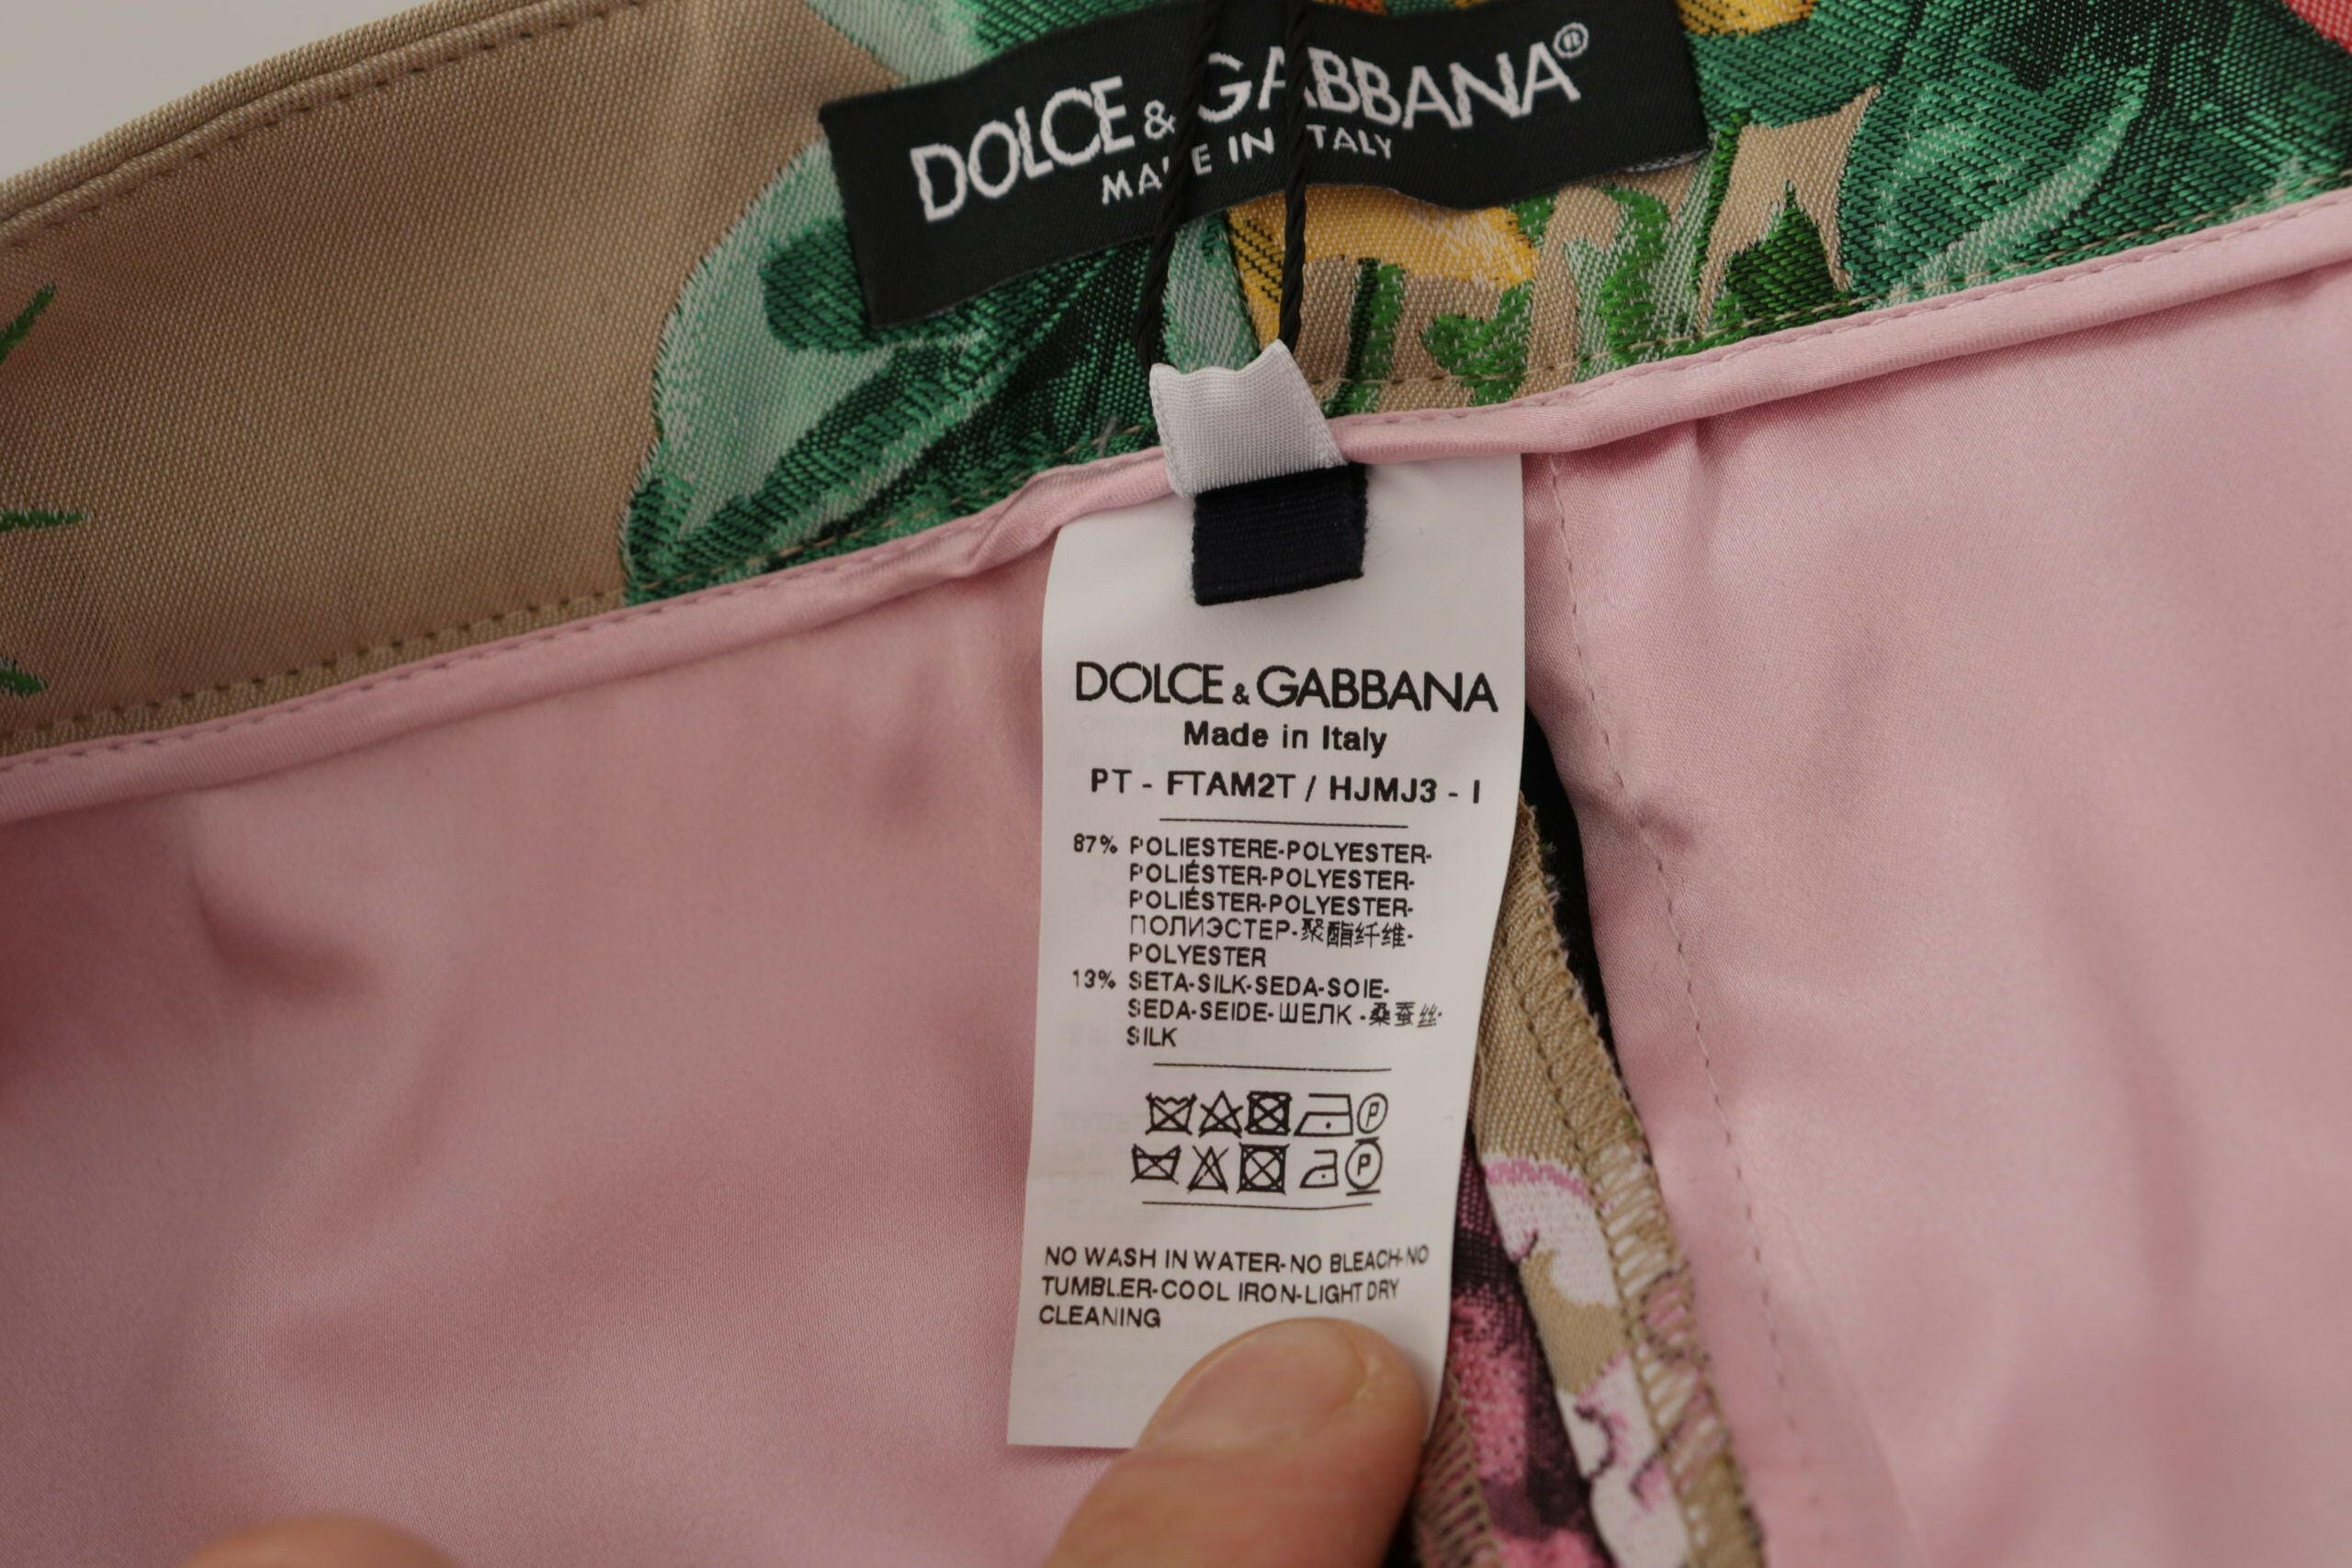 DOLCE & GABBANA®
MADE IN ITALY
DOLCE & GABBANA
Made in Italy
PT - FTAM2T / HJMJ3 - I
87% POLIESTERE-POLYESTER-
POLIÉSTER-POLYESTER-
POLIÉSTER-POLYESTER-
ПОЛИЭСТЕР-聚酯纤维-
POLYESTER
13% SETA-SILK-SEDA-SOIE-
SEDA-SEIDE-ШЕЛК -桑蚕丝-
SILK
P
P
NO WASH IN WATER-NO BLEACH-NO
TUMBLER-COOL IRON-LIGHT DRY
CLEANING